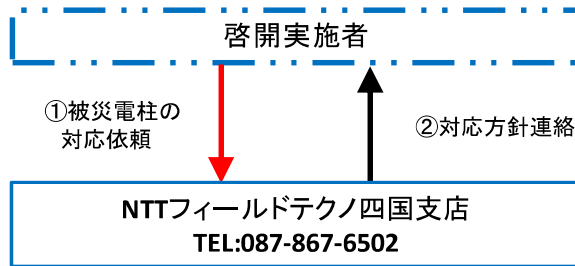 啓開実施者
①被災電柱の
対応依頼
②対応方針連絡
NTTフィールドテクノ四国支店
TEL:087-867-6502